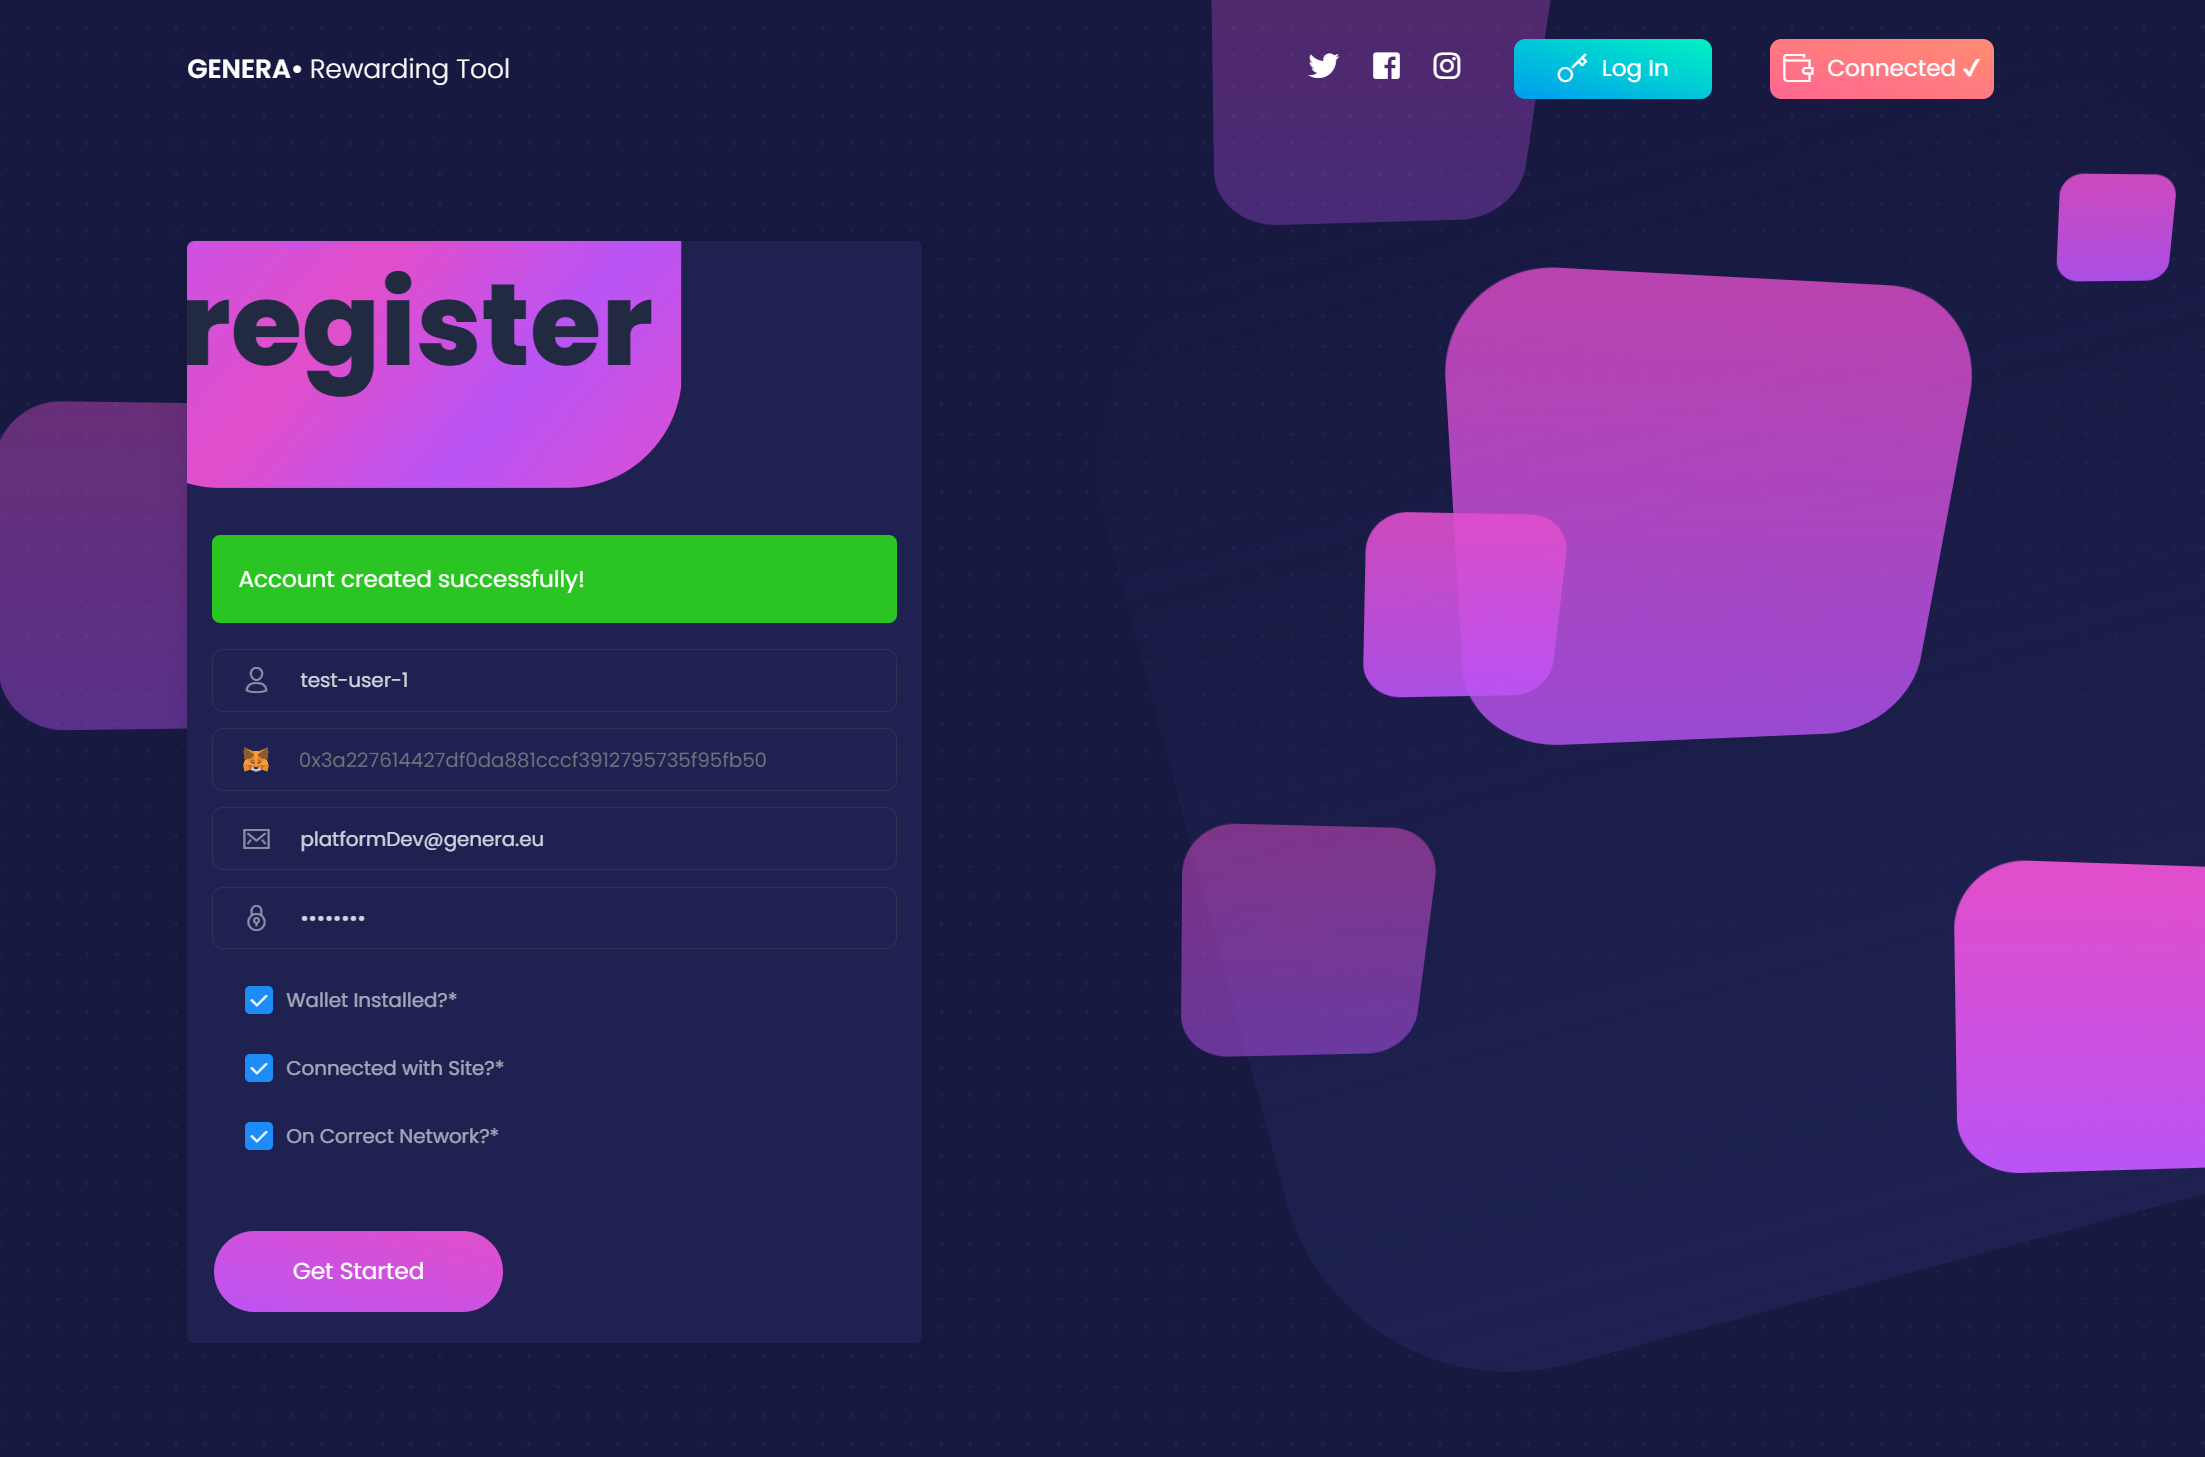 GENERA• Rewarding Tool
Log In
Connected ✓
register
Account created successfully!
test-user-1
0x3a227614427df0da881cccf3912795735f95fb50
platformDev@genera.eu
••••••••
Wallet Installed?*
Connected with Site?*
On Correct Network?*
Get Started